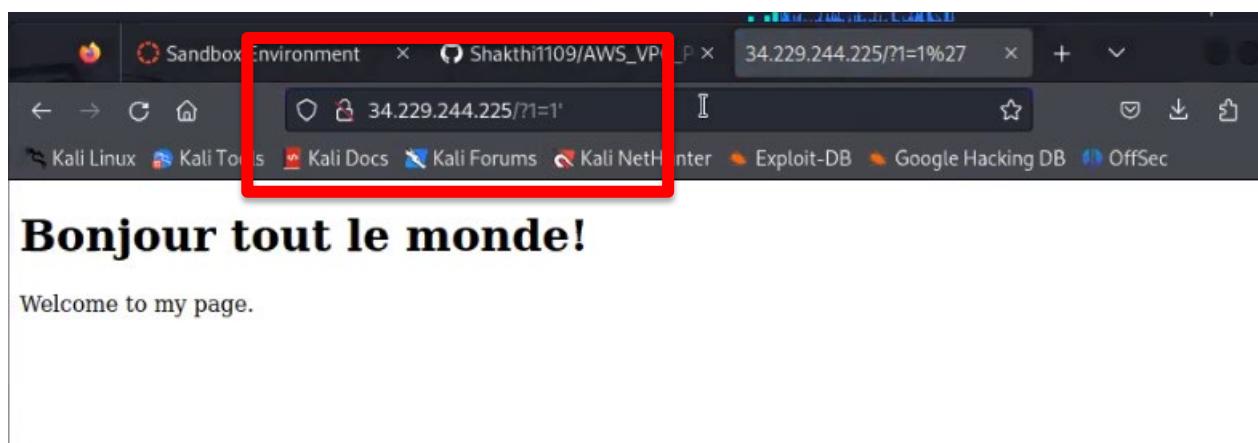 Sandbox Environment
Shakthi1109/AWS_VP
34.229.244.225/?1=1%27
34.229.244.225/?1=1'
Kali Linux Kali Tools Kali Docs Kali Forums Kali NetHunter Exploit-DB Google Hacking DB OffSec
Bonjour tout le monde!
Welcome to my page.